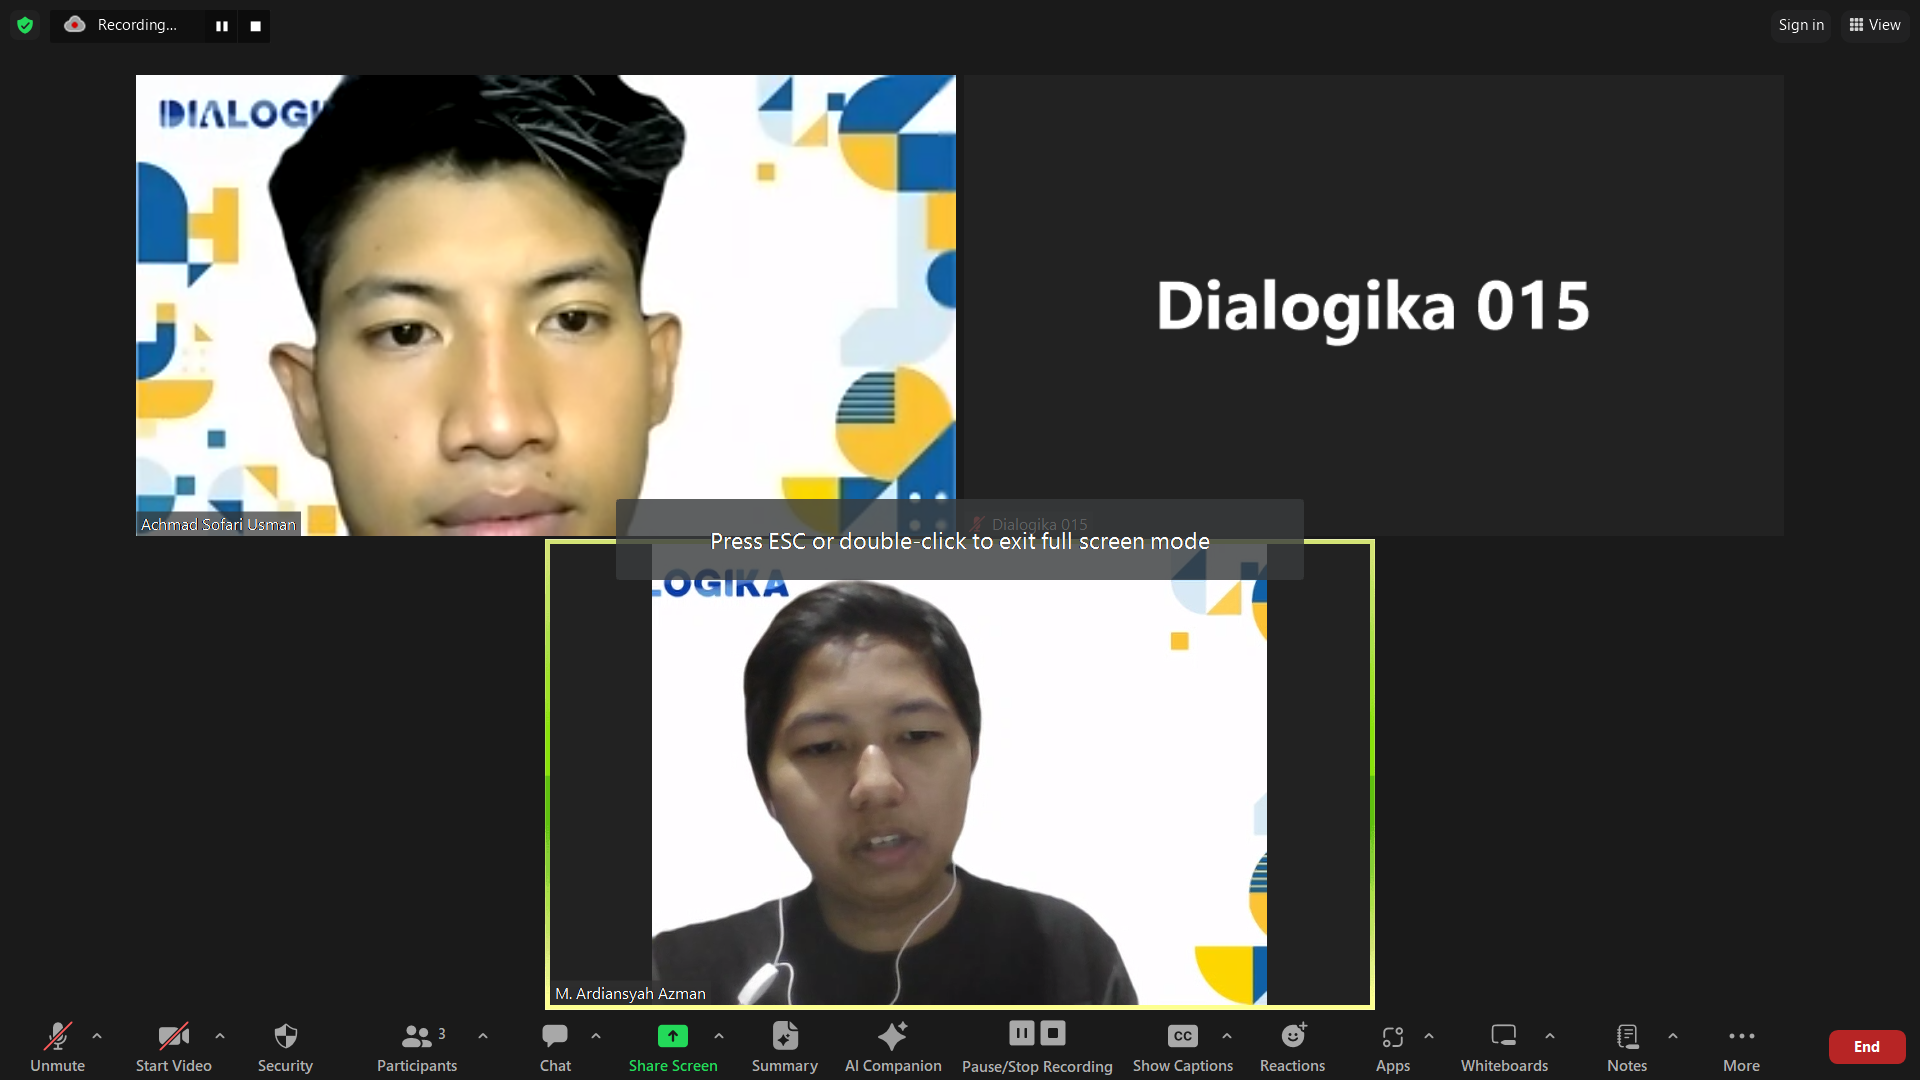 Recording...
Sign in
View
DIALOGI
Achmad Sofari Usman
Dialogika 015
Dialogika 015
Press ESC or double-click to exit full screen mode
LOGIKA
M. Ardiansyah Azman
Unmute
Start Video
Security
Participants
3
Chat
Share Screen
Summary
AI Companion
Pause/Stop Recording
CC
Show Captions
Reactions
Apps
Whiteboards
Notes
More
End